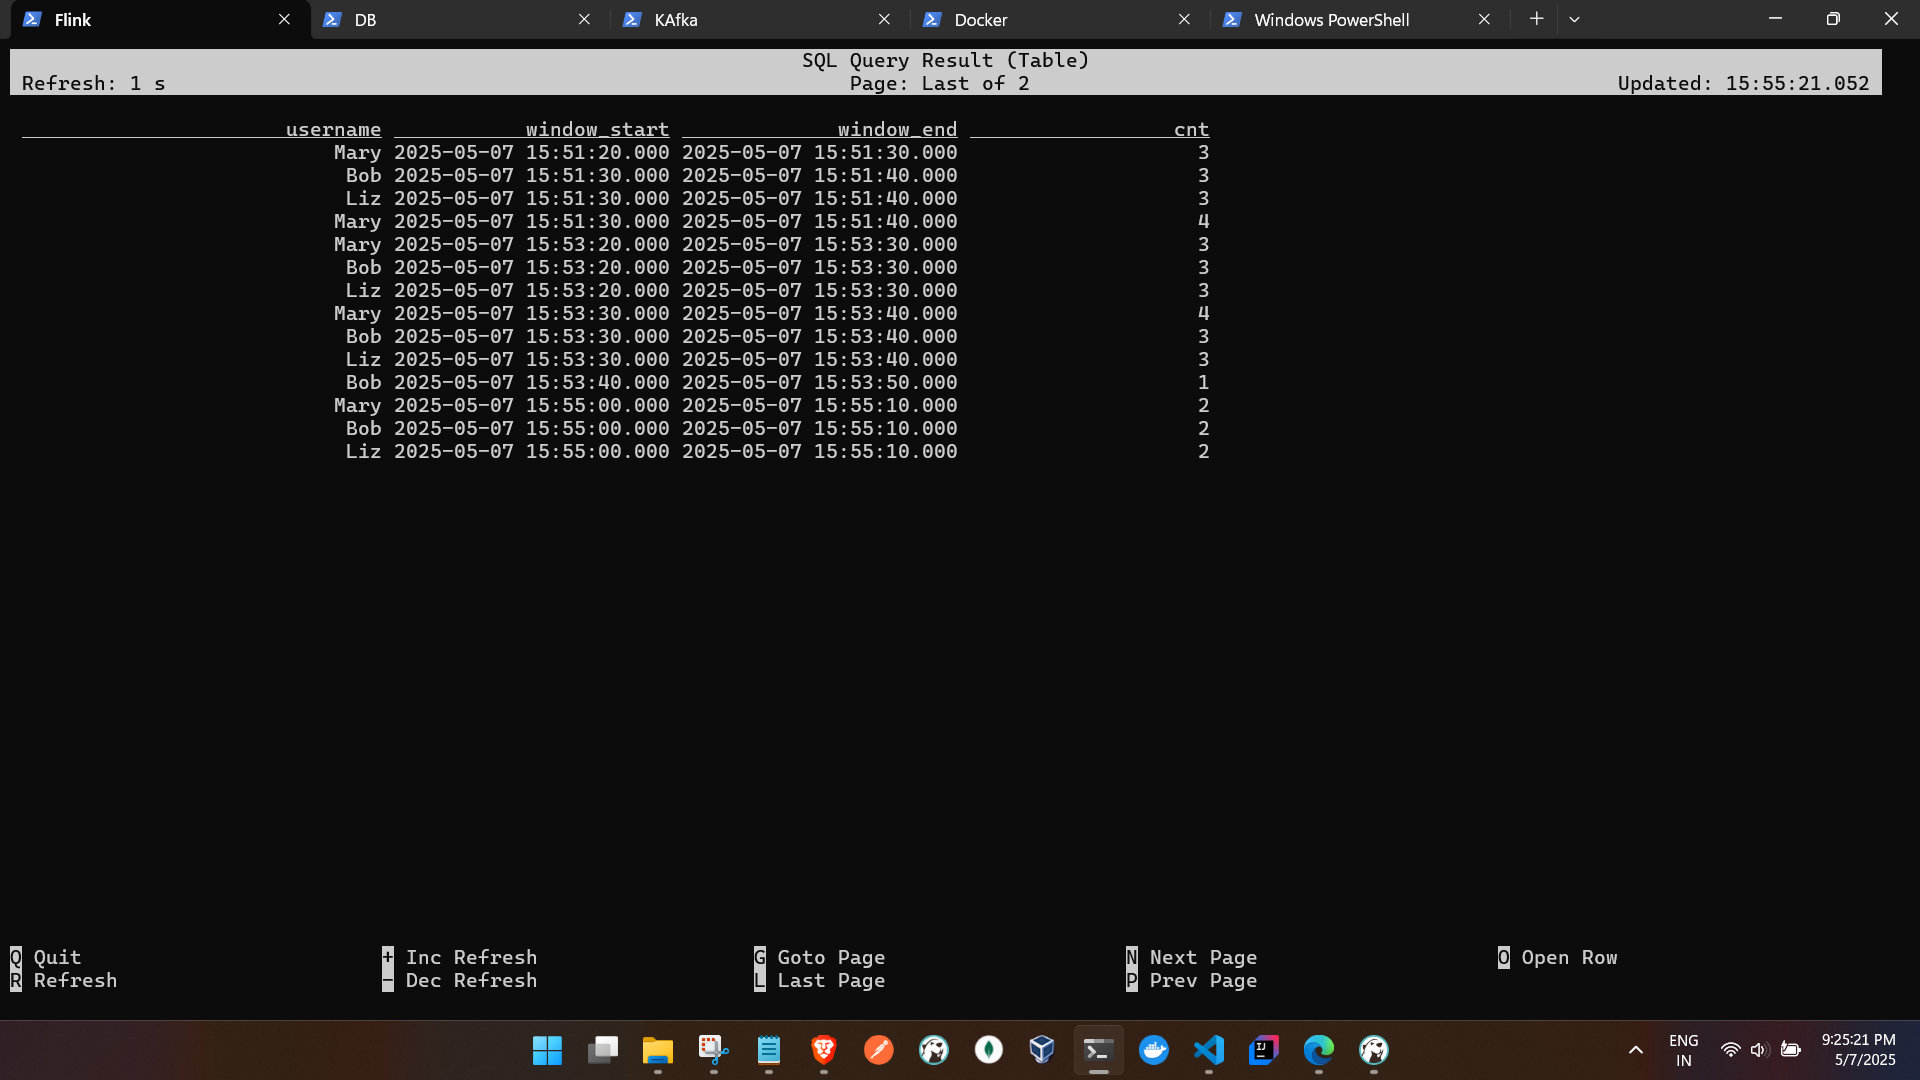 Flink
DB
KAfka
Docker
Windows PowerShell
SQL Query Result (Table)
Refresh: 1 s Page: Last of 2 Updated: 15:55:21.052
username window_start window_end cnt
Mary 2025-05-07 15:51:20.000 2025-05-07 15:51:30.000 3
Bob 2025-05-07 15:51:30.000 2025-05-07 15:51:40.000 3
Liz 2025-05-07 15:51:30.000 2025-05-07 15:51:40.000 3
Mary 2025-05-07 15:51:30.000 2025-05-07 15:51:40.000 4
Mary 2025-05-07 15:53:20.000 2025-05-07 15:53:30.000 3
Bob 2025-05-07 15:53:20.000 2025-05-07 15:53:30.000 3
Liz 2025-05-07 15:53:20.000 2025-05-07 15:53:30.000 3
Mary 2025-05-07 15:53:30.000 2025-05-07 15:53:40.000 4
Bob 2025-05-07 15:53:30.000 2025-05-07 15:53:40.000 3
Liz 2025-05-07 15:53:30.000 2025-05-07 15:53:40.000 3
Bob 2025-05-07 15:53:40.000 2025-05-07 15:53:50.000 1
Mary 2025-05-07 15:55:00.000 2025-05-07 15:55:10.000 2
Bob 2025-05-07 15:55:00.000 2025-05-07 15:55:10.000 2
Liz 2025-05-07 15:55:00.000 2025-05-07 15:55:10.000 2
Q Quit + Inc Refresh G Goto Page N Next Page O Open Row
R Refresh - Dec Refresh L Last Page P Prev Page
ENG 9:25:21 PM
IN 5/7/2025